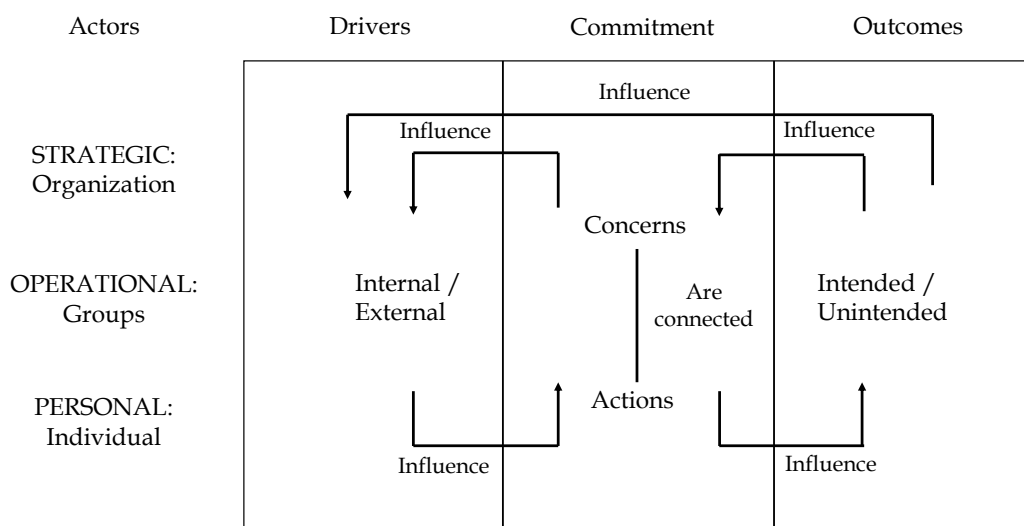 Actors
Drivers
Commitment
Outcomes
Influence
Influence
Influence
STRATEGIC:
Organization
Concerns
OPERATIONAL:
Groups
Internal /
External
Are
connected
Intended /
Unintended
PERSONAL:
Individual
Actions
Influence
Influence